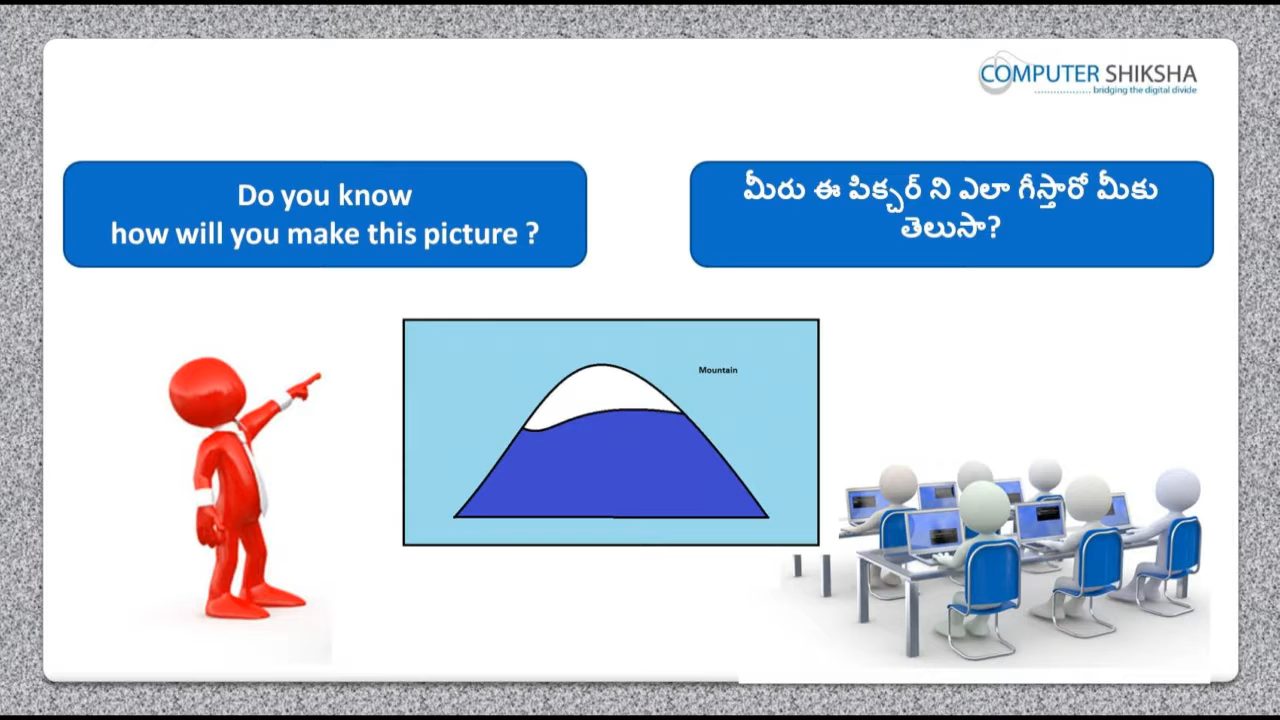 COMPUTER SHIKSHA
bridging the digital divide
Do you know
how will you make this picture ?
మీరు ఈ పిక్చర్ ని ఎలా గీస్తారో మీకు
తెలుసా?
Mountain